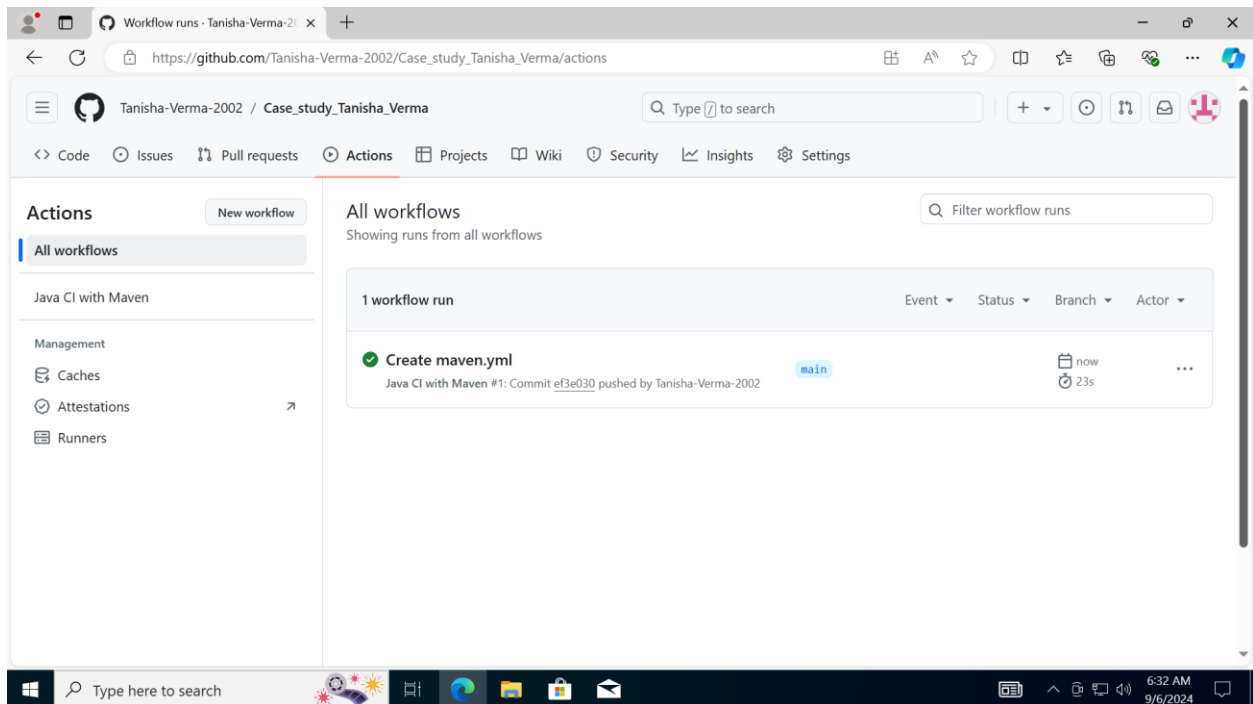 Workflow runs · Tanisha-Verma-20
https://github.com/Tanisha-Verma-2002/Case_study_Tanisha_Verma/actions
Tanisha-Verma-2002 / Case_study_Tanisha_Verma
Type / to search
Code Issues Pull requests Actions Projects Wiki Security Insights Settings
Actions
New workflow
All workflows
Java CI with Maven
Management
Caches
Attestations
Runners
All workflows
Showing runs from all workflows
Filter workflow runs
1 workflow run
Event Status Branch Actor
Create maven.yml
Java CI with Maven #1: Commit ef3e030 pushed by Tanisha-Verma-2002
main
now
23s
Type here to search
6:32 AM
9/6/2024